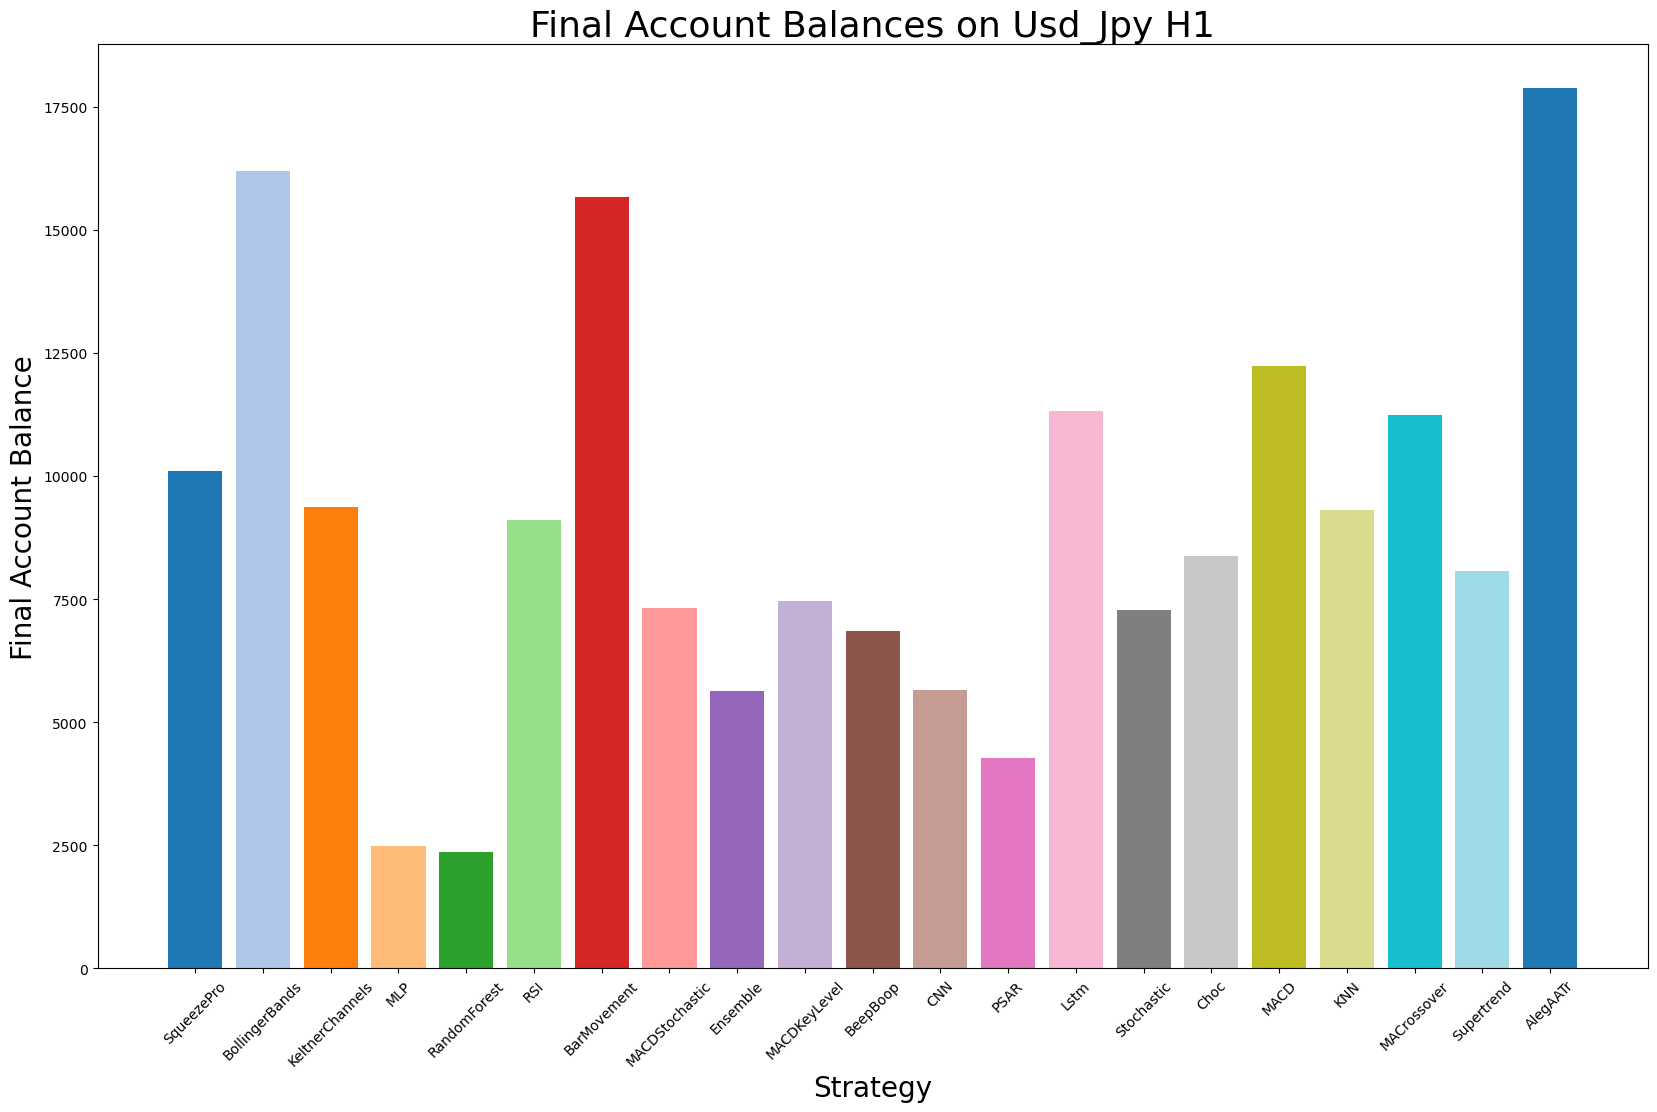 Final Account Balances on Usd_Jpy H1
Final Account Balance
17500
15000
12500
10000
7500
5000
2500
0
SqueezePro
BollingerBands
KeltnerChannels
MLP
RandomForest
RSI
BarMovement
MACDStochastic
Ensemble
MACDKeyLevel
BeepBoop
CNN
PSAR
Lstm
Stochastic
Choc
MACD
KNN
MACrossover
Supertrend
AlegAATr
Strategy